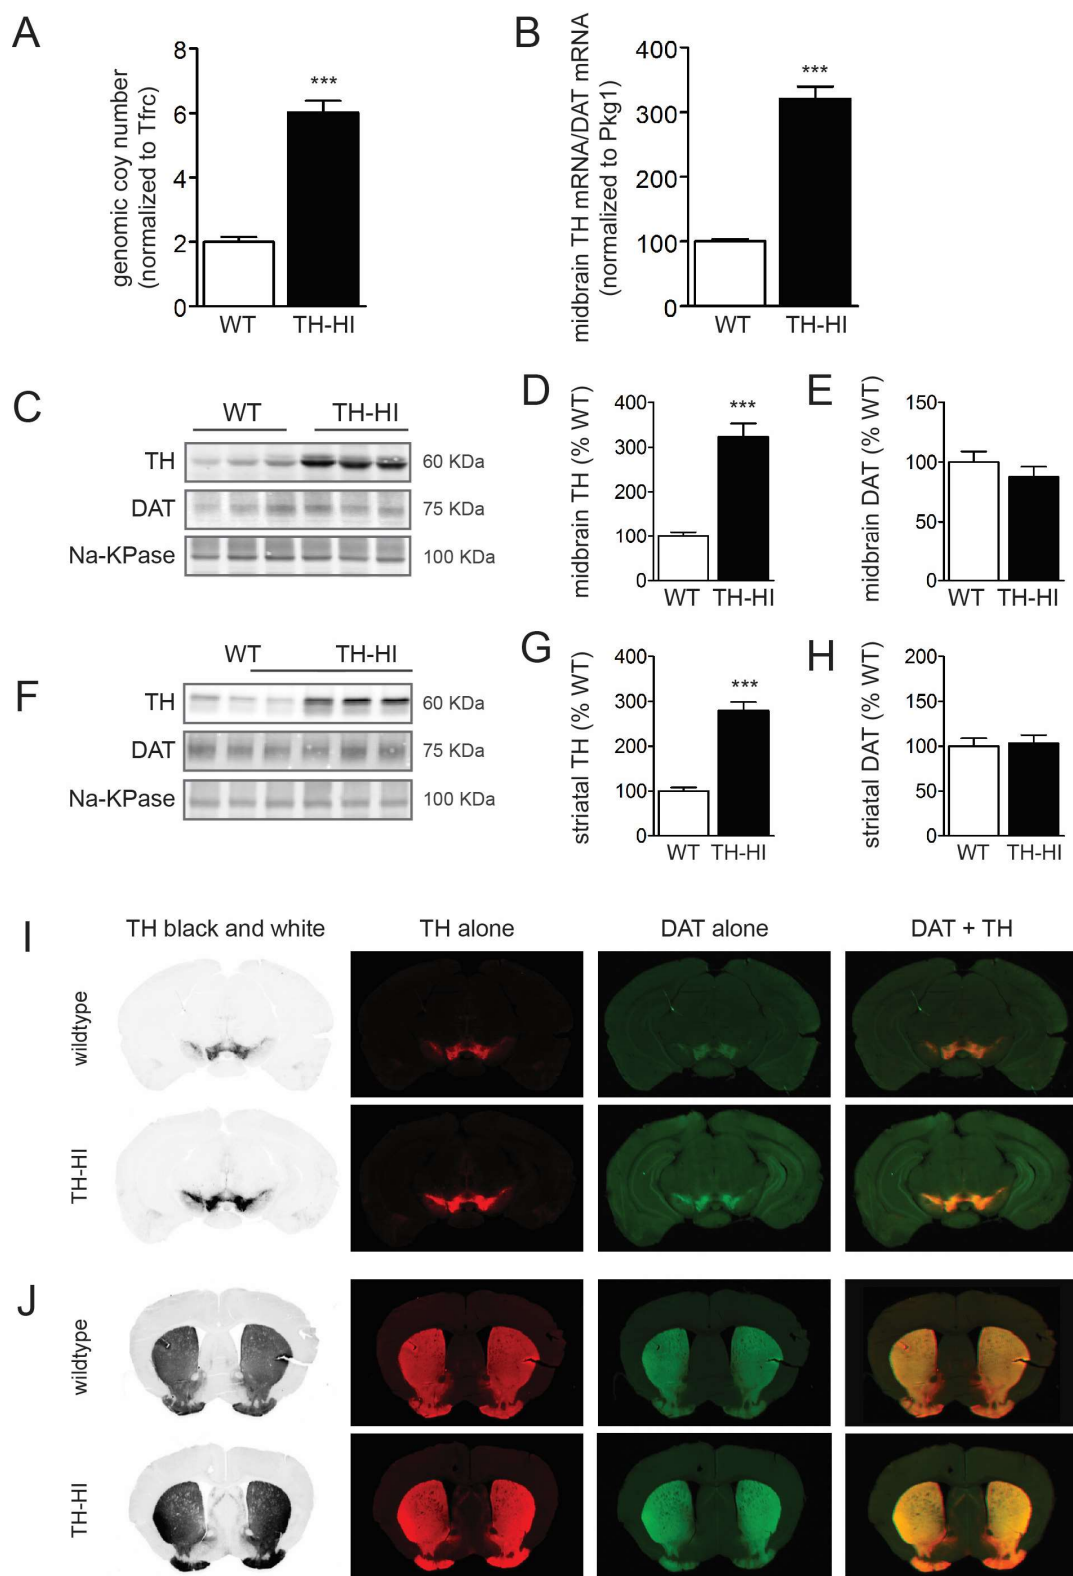 A
genomic coy number
(normalized to Tfrc)
8
6
4
2
0
***
WT
TH-HI
B
midbrain TH mRNA/DAT mRNA
(normalized to Pkg1)
400
300
200
100
0
***
WT
TH-HI
C
WT
TH-HI
TH
60 KDa
DAT
75 KDa
Na-KPase
100 KDa
D
midbrain TH (% WT)
400
300
200
100
0
***
WT
TH-HI
E
midbrain DAT (% WT)
150
100
50
0
WT
TH-HI
F
WT
TH-HI
TH
60 KDa
DAT
75 KDa
Na-KPase
100 KDa
G
striatal TH (% WT)
400
300
200
100
0
***
WT
TH-HI
H
striatal DAT (% WT)
200
150
100
50
0
WT
TH-HI
I
TH black and white
TH alone
DAT alone
DAT + TH
wildtype
TH-HI
J
wildtype
TH-HI